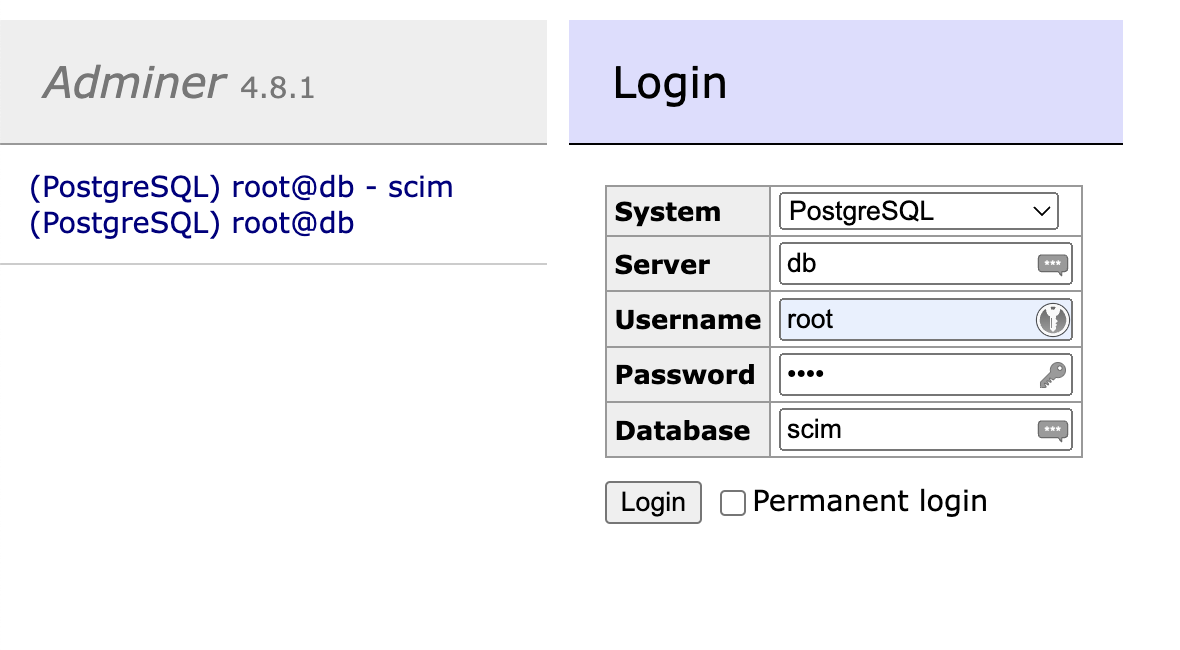 Adminer 4.8.1
(PostgreSQL) root@db - scim
(PostgreSQL) root@db
Login
System PostgreSQL
Server db
Username root
Password ••••
Database scim
Login Permanent login